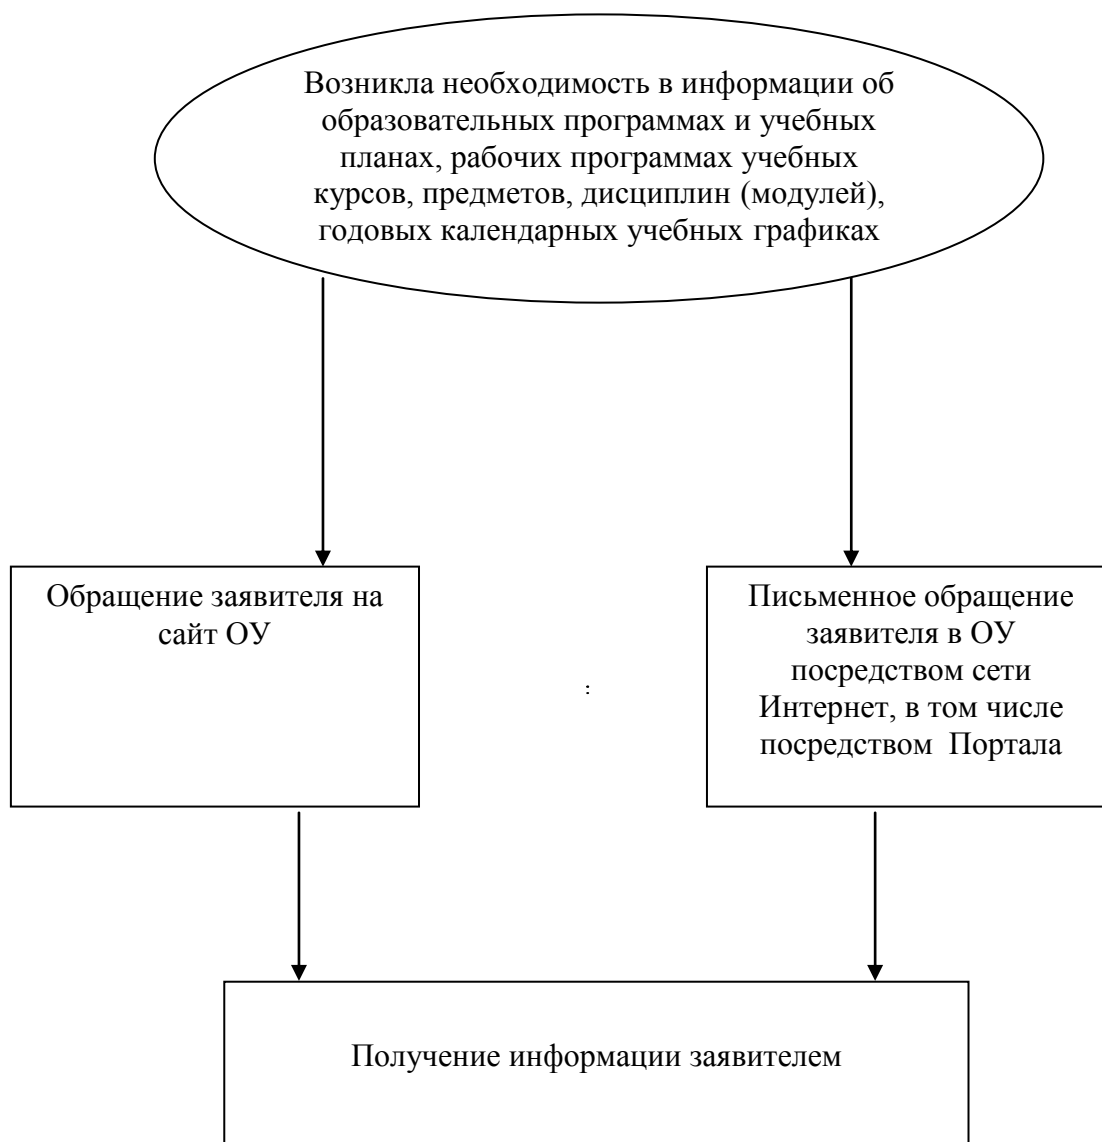 Возникла необходимость в информации об
образовательных программах и учебных
планах, рабочих программах учебных
курсов, предметов, дисциплин (модулей),
годовых календарных учебных графиках
Обращение заявителя на
сайт ОУ
:
Письменное обращение
заявителя в ОУ
посредством сети
Интернет, в том числе
посредством  Портала
Получение информации заявителем